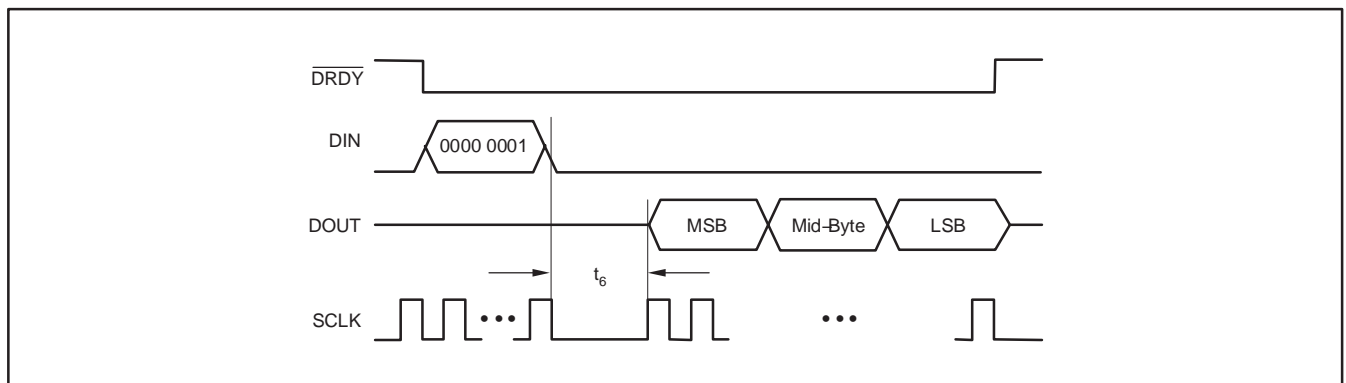 DRDY
DIN
0000 0001
DOUT
MSB
Mid–Byte
LSB
t6
SCLK